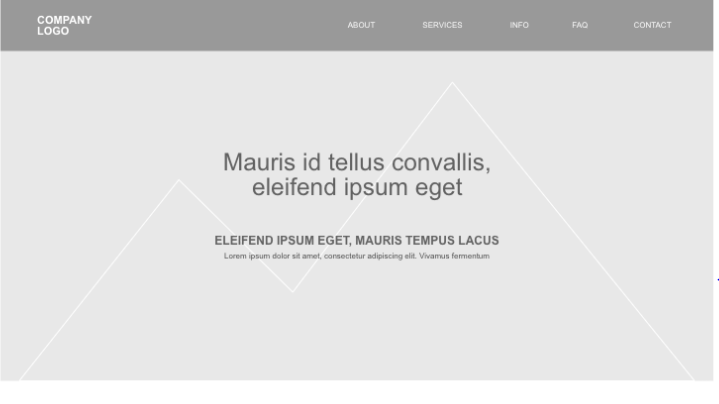 COMPANY
LOGO
ABOUT SERVICES INFO FAQ CONTACT
Mauris id tellus convallis,
eleifend ipsum eget
ELEIFEND IPSUM EGET, MAURIS TEMPUS LACUS
Lorem ipsum dolor sit amet, consectetur adipiscing elit. Vivamus fermentum